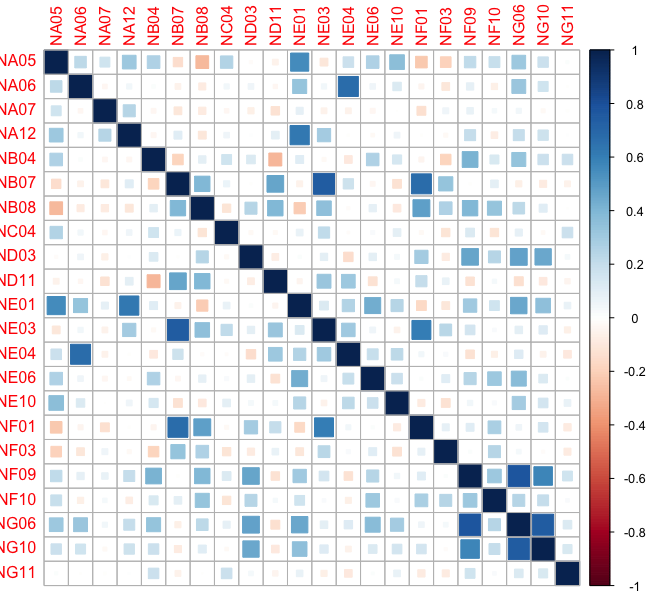 NA05 NA06 NA07 NA12 NB04 NB07 NB08 NC04 ND03 ND11 NE01 NE03 NE04 NE06 NE10 NF01 NF03 NF09 NF10 NG06 NG10 NG11
NA05
NA06
NA07
NA12
NB04
NB07
NB08
NC04
ND03
ND11
NE01
NE03
NE04
NE06
NE10
NF01
NF03
NF09
NF10
NG06
NG10
NG11
1
0.8
0.6
0.4
0.2
0
-0.2
-0.4
-0.6
-0.8
-1